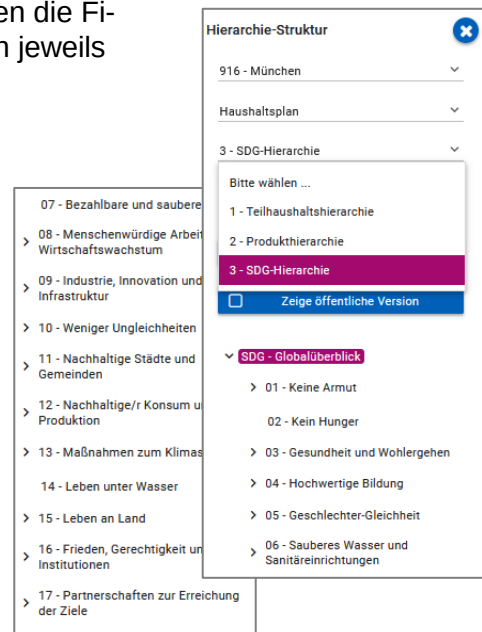 en die Fi-
n jeweils
Hierarchie-Struktur
916 - München
Haushaltsplan
3 - SDG-Hierarchie
Bitte wählen ...
1 - Teilhaushaltshierarchie
2 - Produkthierarchie
3 - SDG-Hierarchie
Zeige öffentliche Version
SDG - Globalüberblick
01 - Keine Armut
02 - Kein Hunger
03 - Gesundheit und Wohlergehen
04 - Hochwertige Bildung
05 - Geschlechter-Gleichheit
06 - Sauberes Wasser und
Sanitäreinrichtungen
07 - Bezahlbare und saubere
08 - Menschenwürdige Arbeit
Wirtschaftswachstum
09 - Industrie, Innovation und
Infrastruktur
10 - Weniger Ungleichheiten
11 - Nachhaltige Städte und
Gemeinden
12 - Nachhaltige/r Konsum u
Produktion
13 - Maßnahmen zum Klimas
14 - Leben unter Wasser
15 - Leben an Land
16 - Frieden, Gerechtigkeit un
Institutionen
17 - Partnerschaften zur Erreichung
der Ziele